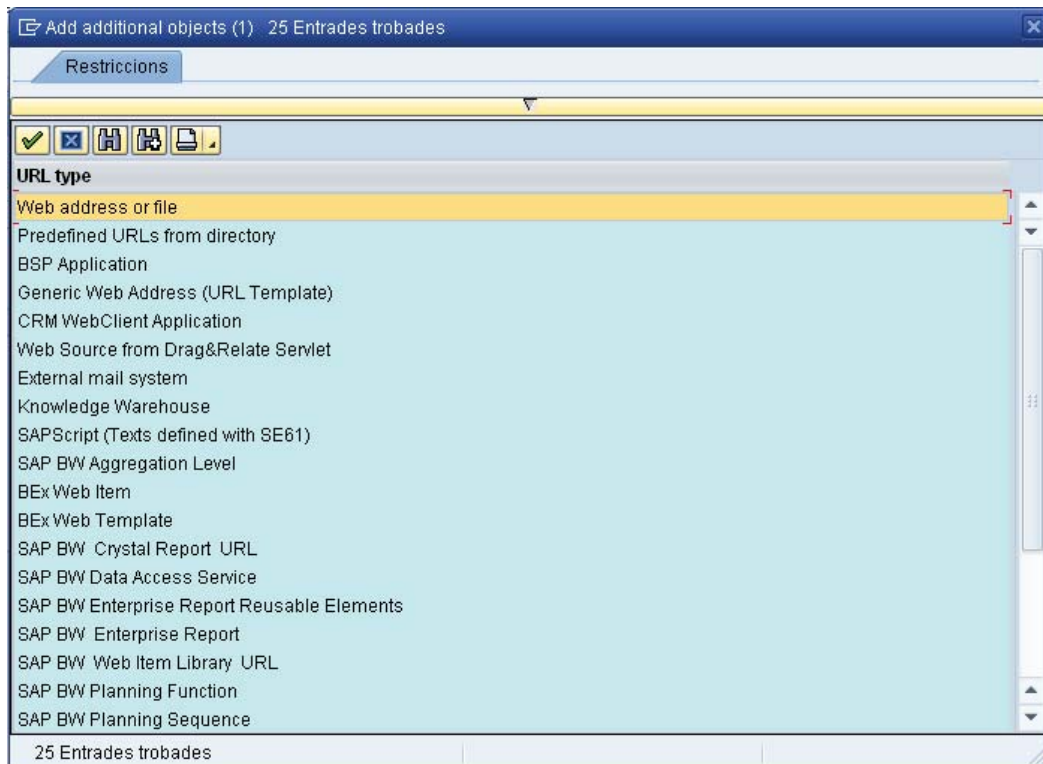 Add additional objects (1) 25 Entrades trobades
Restriccions
URL type
Web address or file
Predefined URLs from directory
BSP Application
Generic Web Address (URL Template)
CRM WebClient Application
Web Source from Drag&Relate Servlet
External mail system
Knowledge Warehouse
SAPScript (Texts defined with SE61)
SAP BW Aggregation Level
BEx Web Item
BEx Web Template
SAP BW Crystal Report URL
SAP BW Data Access Service
SAP BW Enterprise Report Reusable Elements
SAP BW Enterprise Report
SAP BW Web Item Library URL
SAP BW Planning Function
SAP BW Planning Sequence
25 Entrades trobades